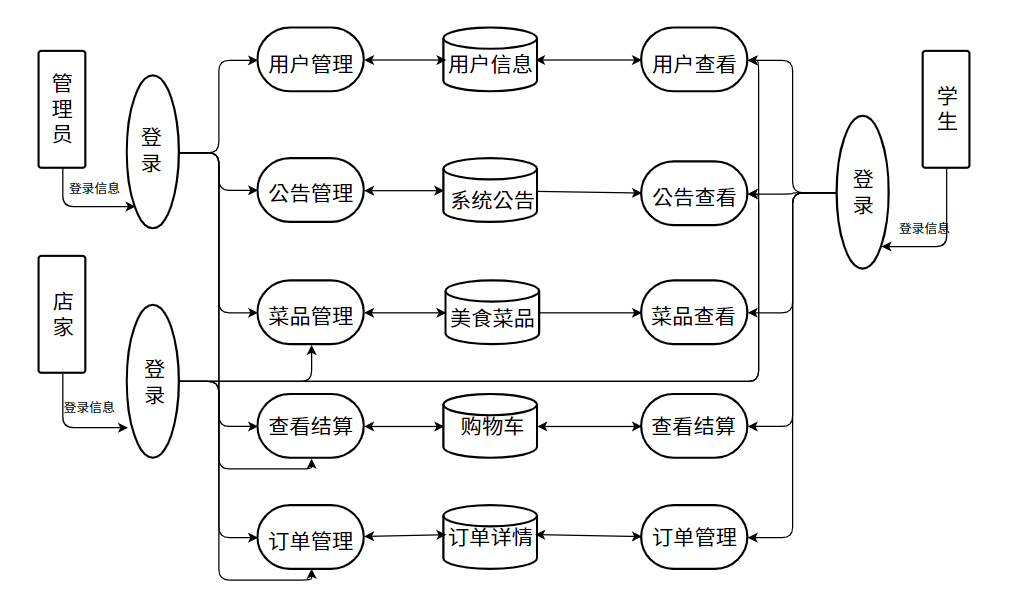 管
理
员
登
录
登录信息
用户管理
用户信息
用户查看
学
生
登
录
登录信息
公告管理
系统公告
公告查看
店
家
登
录
登录信息
菜品管理
美食菜品
菜品查看
查看结算
购物车
查看结算
订单管理
订单详情
订单管理